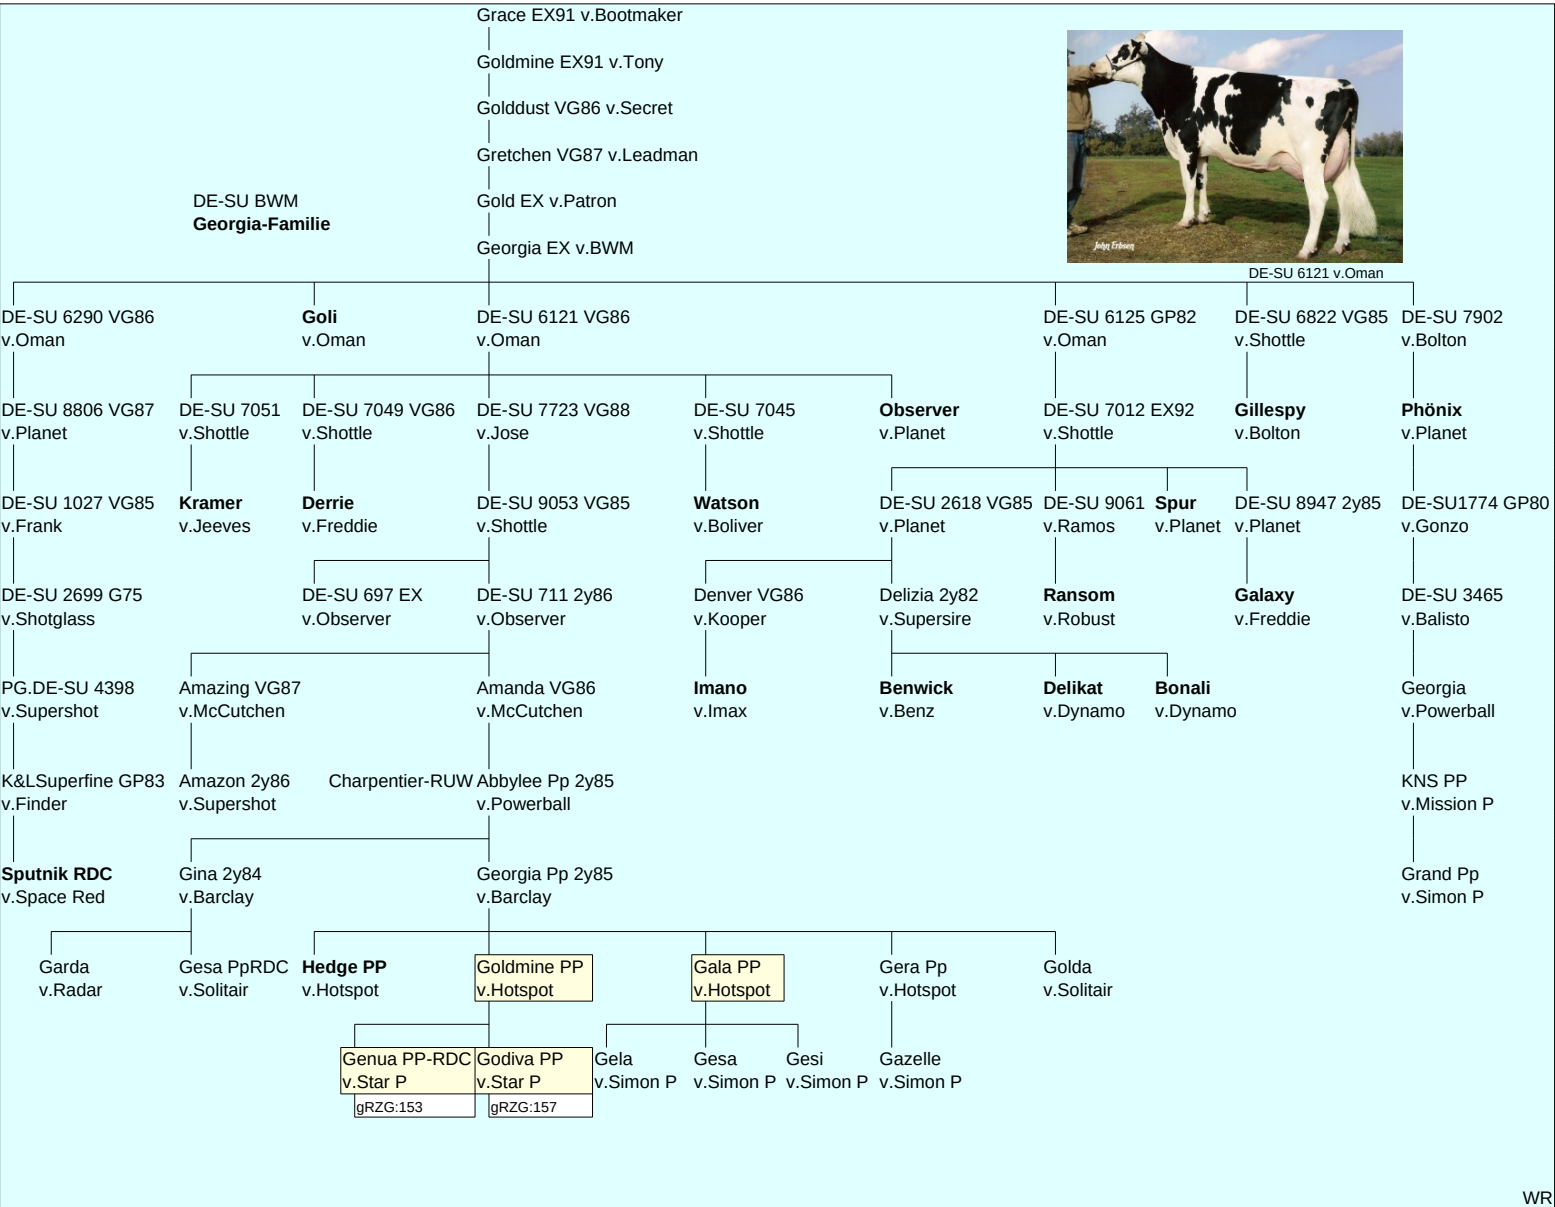 Grace EX91 v.Bootmaker
Goldmine EX91 v.Tony
Golddust VG86 v.Secret
Gretchen VG87 v.Leadman
DE-SU BWM
Georgia-Familie
Gold EX v.Patron
Georgia EX v.BWM
John Erbsen
DE-SU 6121 v.Oman
DE-SU 6290 VG86
v.Oman
Goli
v.Oman
DE-SU 6121 VG86
v.Oman
DE-SU 6125 GP82
v.Oman
DE-SU 6822 VG85
v.Shottle
DE-SU 7902
v.Bolton
DE-SU 8806 VG87
v.Planet
DE-SU 7051
v.Shottle
DE-SU 7049 VG86
v.Shottle
DE-SU 7723 VG88
v.Jose
DE-SU 7045
v.Shottle
Observer
v.Planet
DE-SU 7012 EX92
v.Shottle
Gillespy
v.Bolton
Phönix
v.Planet
DE-SU 1027 VG85
v.Frank
Kramer
v.Jeeves
Derrie
v.Freddie
DE-SU 9053 VG85
v.Shottle
Watson
v.Boliver
DE-SU 2618 VG85
v.Planet
DE-SU 9061
v.Ramos
Spur
v.Planet
DE-SU 8947 2y85
v.Planet
DE-SU1774 GP80
v.Gonzo
DE-SU 2699 G75
v.Shotglass
DE-SU 697 EX
v.Observer
DE-SU 711 2y86
v.Observer
Denver VG86
v.Kooper
Delizia 2y82
v.Supersire
Ransom
v.Robust
Galaxy
v.Freddie
DE-SU 3465
v.Balisto
PG.DE-SU 4398
v.Supershot
Amazing VG87
v.McCutchen
Amanda VG86
v.McCutchen
Imano
v.Imax
Benwick
v.Benz
Delikat
v.Dynamo
Bonali
v.Dynamo
Georgia
v.Powerball
K&LSuperfine GP83
v.Finder
Amazon 2y86
v.Supershot
Charpentier-RUW
Abbylee Pp 2y85
v.Powerball
KNS PP
v.Mission P
Sputnik RDC
v.Space Red
Gina 2y84
v.Barclay
Georgia Pp 2y85
v.Barclay
Grand Pp
v.Simon P
Garda
v.Radar
Gesa PpRDC
v.Solitair
Hedge PP
v.Hotspot
Goldmine PP
v.Hotspot
Gala PP
v.Hotspot
Gera Pp
v.Hotspot
Golda
v.Solitair
Genua PP-RDC
v.Star P
gRZG:153
Godiva PP
v.Star P
gRZG:157
Gela
v.Simon P
Gesa
v.Simon P
Gesi
v.Simon P
Gazelle
v.Simon P
WR